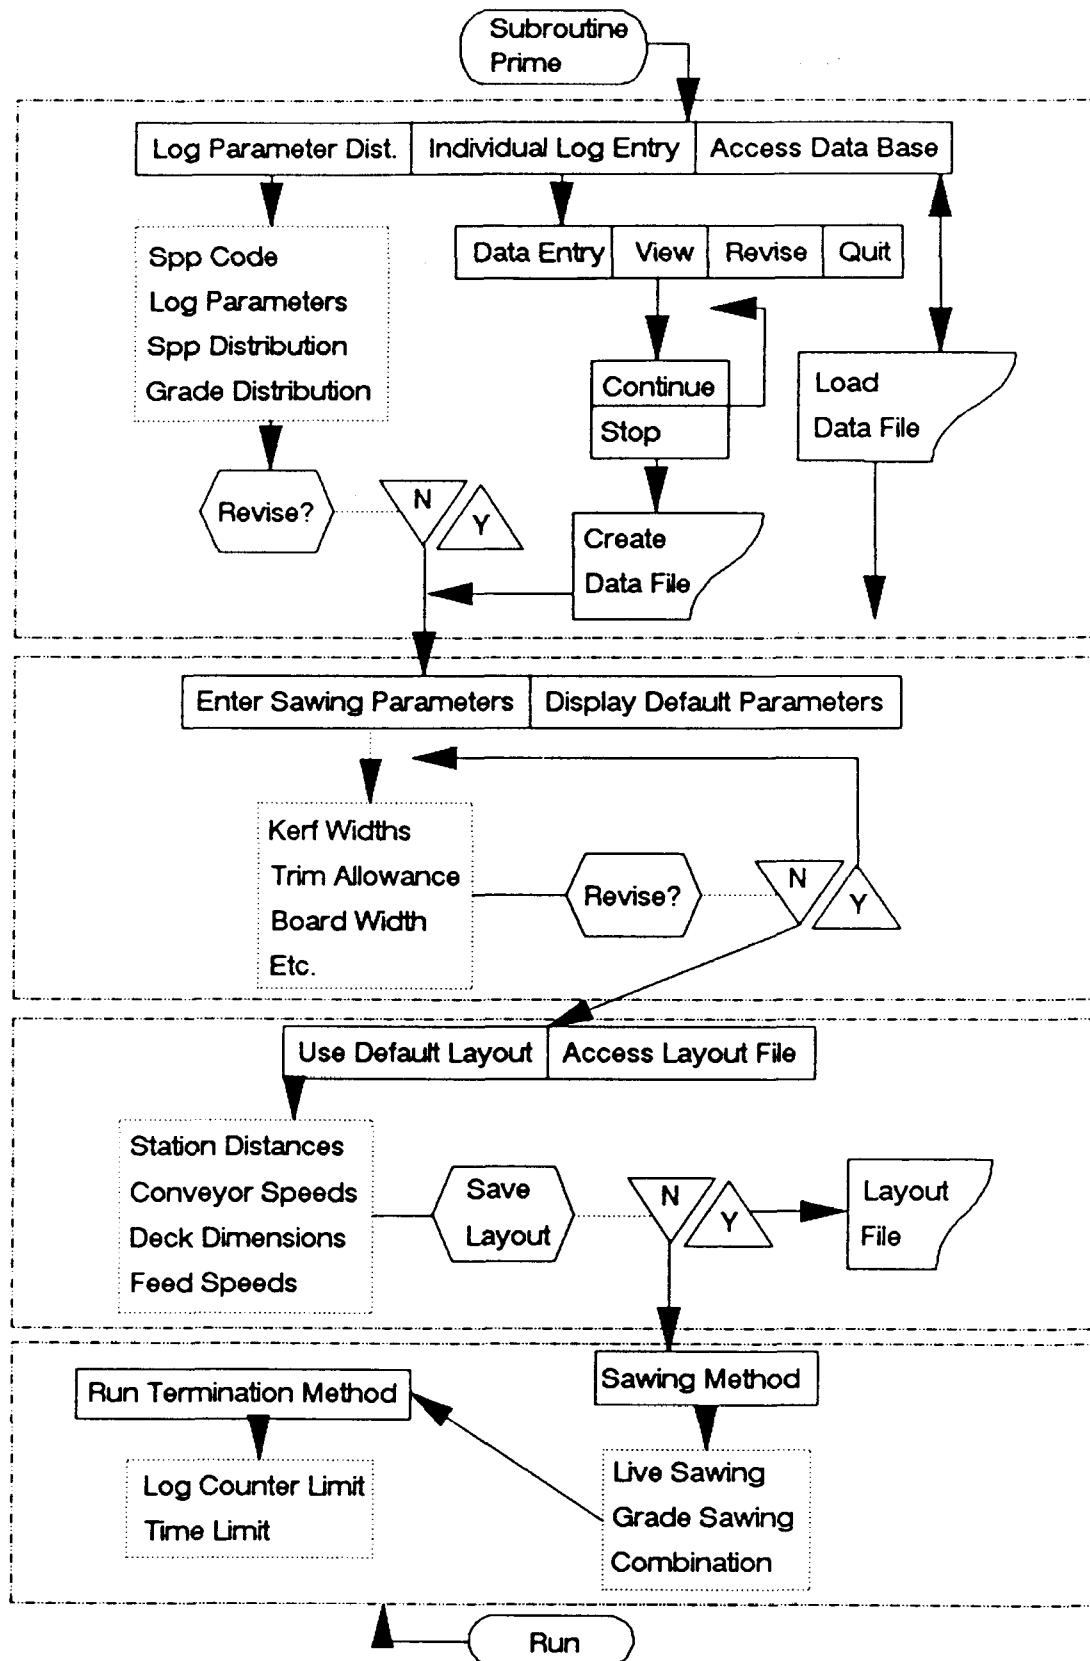 Subroutine
Prime
Log Parameter Dist.
Individual Log Entry
Access Data Base
Spp Code
Log Parameters
Spp Distribution
Grade Distribution
Data Entry
View
Revise
Quit
Continue
Stop
Load
Data File
Revise?
N
Y
Create
Data File
Enter Sawing Parameters
Display Default Parameters
Kerf Widths
Trim Allowance
Board Width
Etc.
Revise?
N
Y
Use Default Layout
Access Layout File
Station Distances
Conveyor Speeds
Deck Dimensions
Feed Speeds
Save
Layout
N
Y
Layout
File
Run Termination Method
Sawing Method
Log Counter Limit
Time Limit
Live Sawing
Grade Sawing
Combination
Run